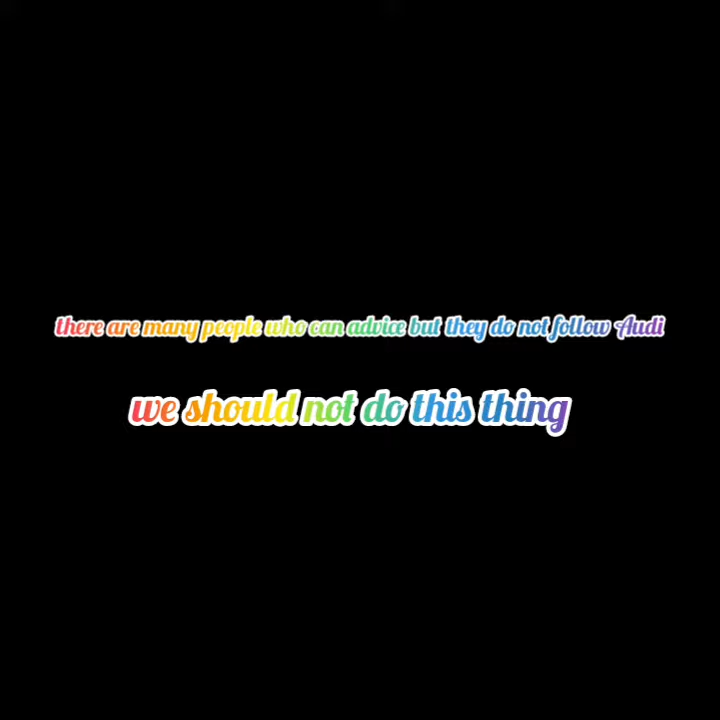 there are many people who can advice but they do not follow Audi
we should not do this thing